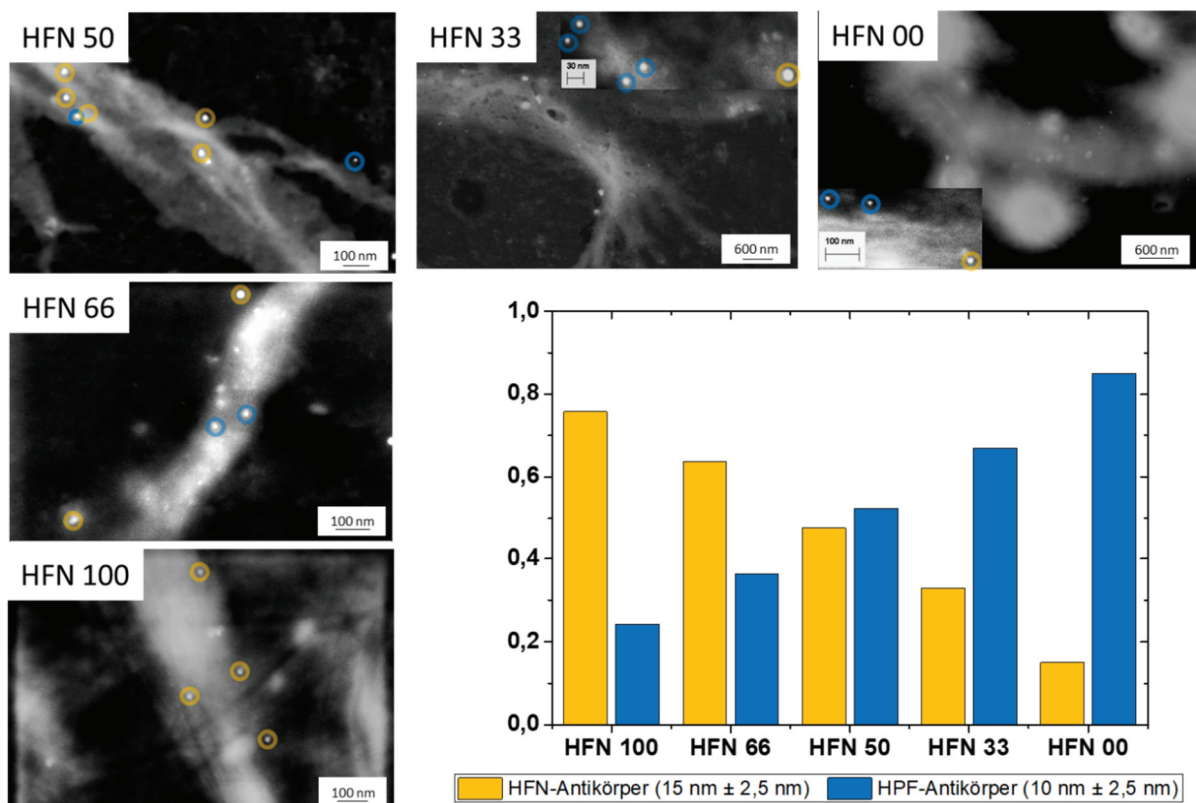 HFN 50
100 nm
HFN 33
30 nm
600 nm
HFN 00
100 nm
600 nm
HFN 66
100 nm
HFN 100
100 nm
1,0
0,8
0,6
0,4
0,2
0,0
HFN 100 HFN 66 HFN 50 HFN 33 HFN 00
HFN-Antikörper (15 nm ± 2,5 nm) HPF-Antikörper (10 nm ± 2,5 nm)